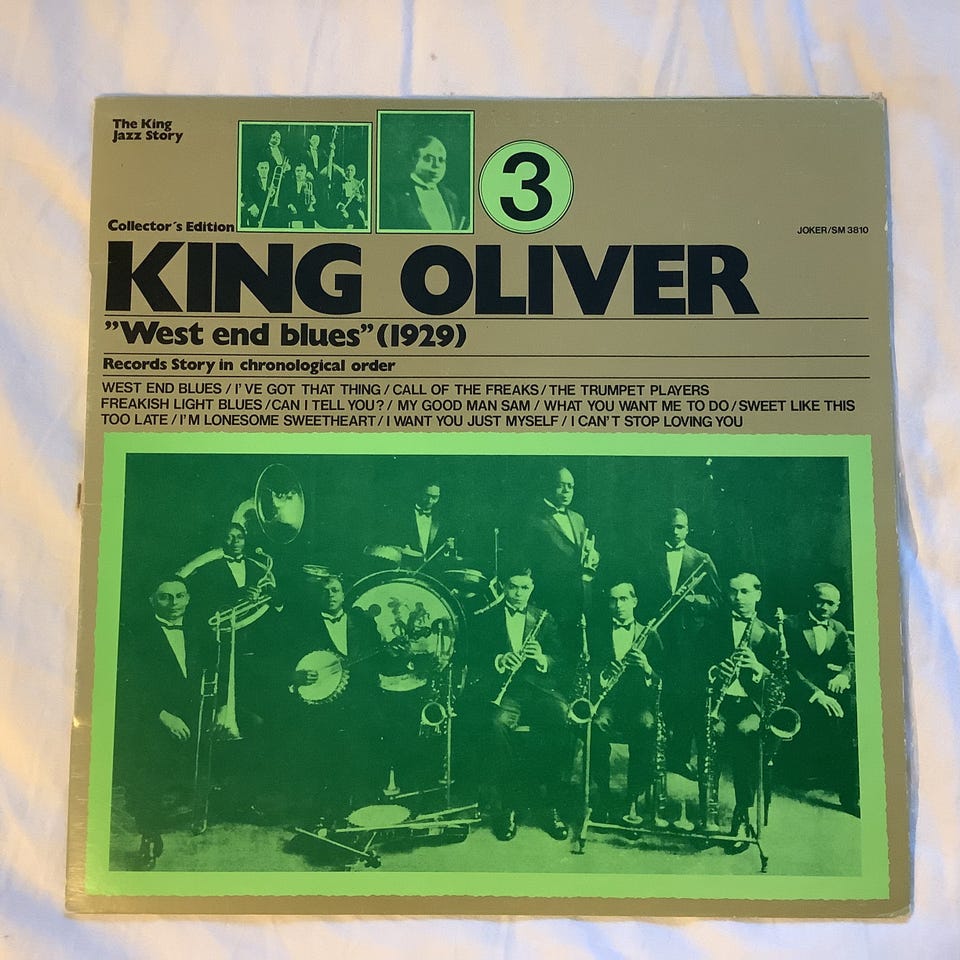 The King
Jazz Story
3
Collector´s Edition
JOKER/SM 3810
KING OLIVER
”West end blues” (1929)
Records Story in chronological order
WEST END BLUES / I'VE GOT THAT THING / CALL OF THE FREAKS / THE TRUMPET PLAYERS
FREAKISH LIGHT BLUES / CAN I TELL YOU? / MY GOOD MAN SAM / WHAT YOU WANT ME TO DO / SWEET LIKE THIS
TOO LATE / I'M LONESOME SWEETHEART / I WANT YOU JUST MYSELF / I CAN'T STOP LOVING YOU